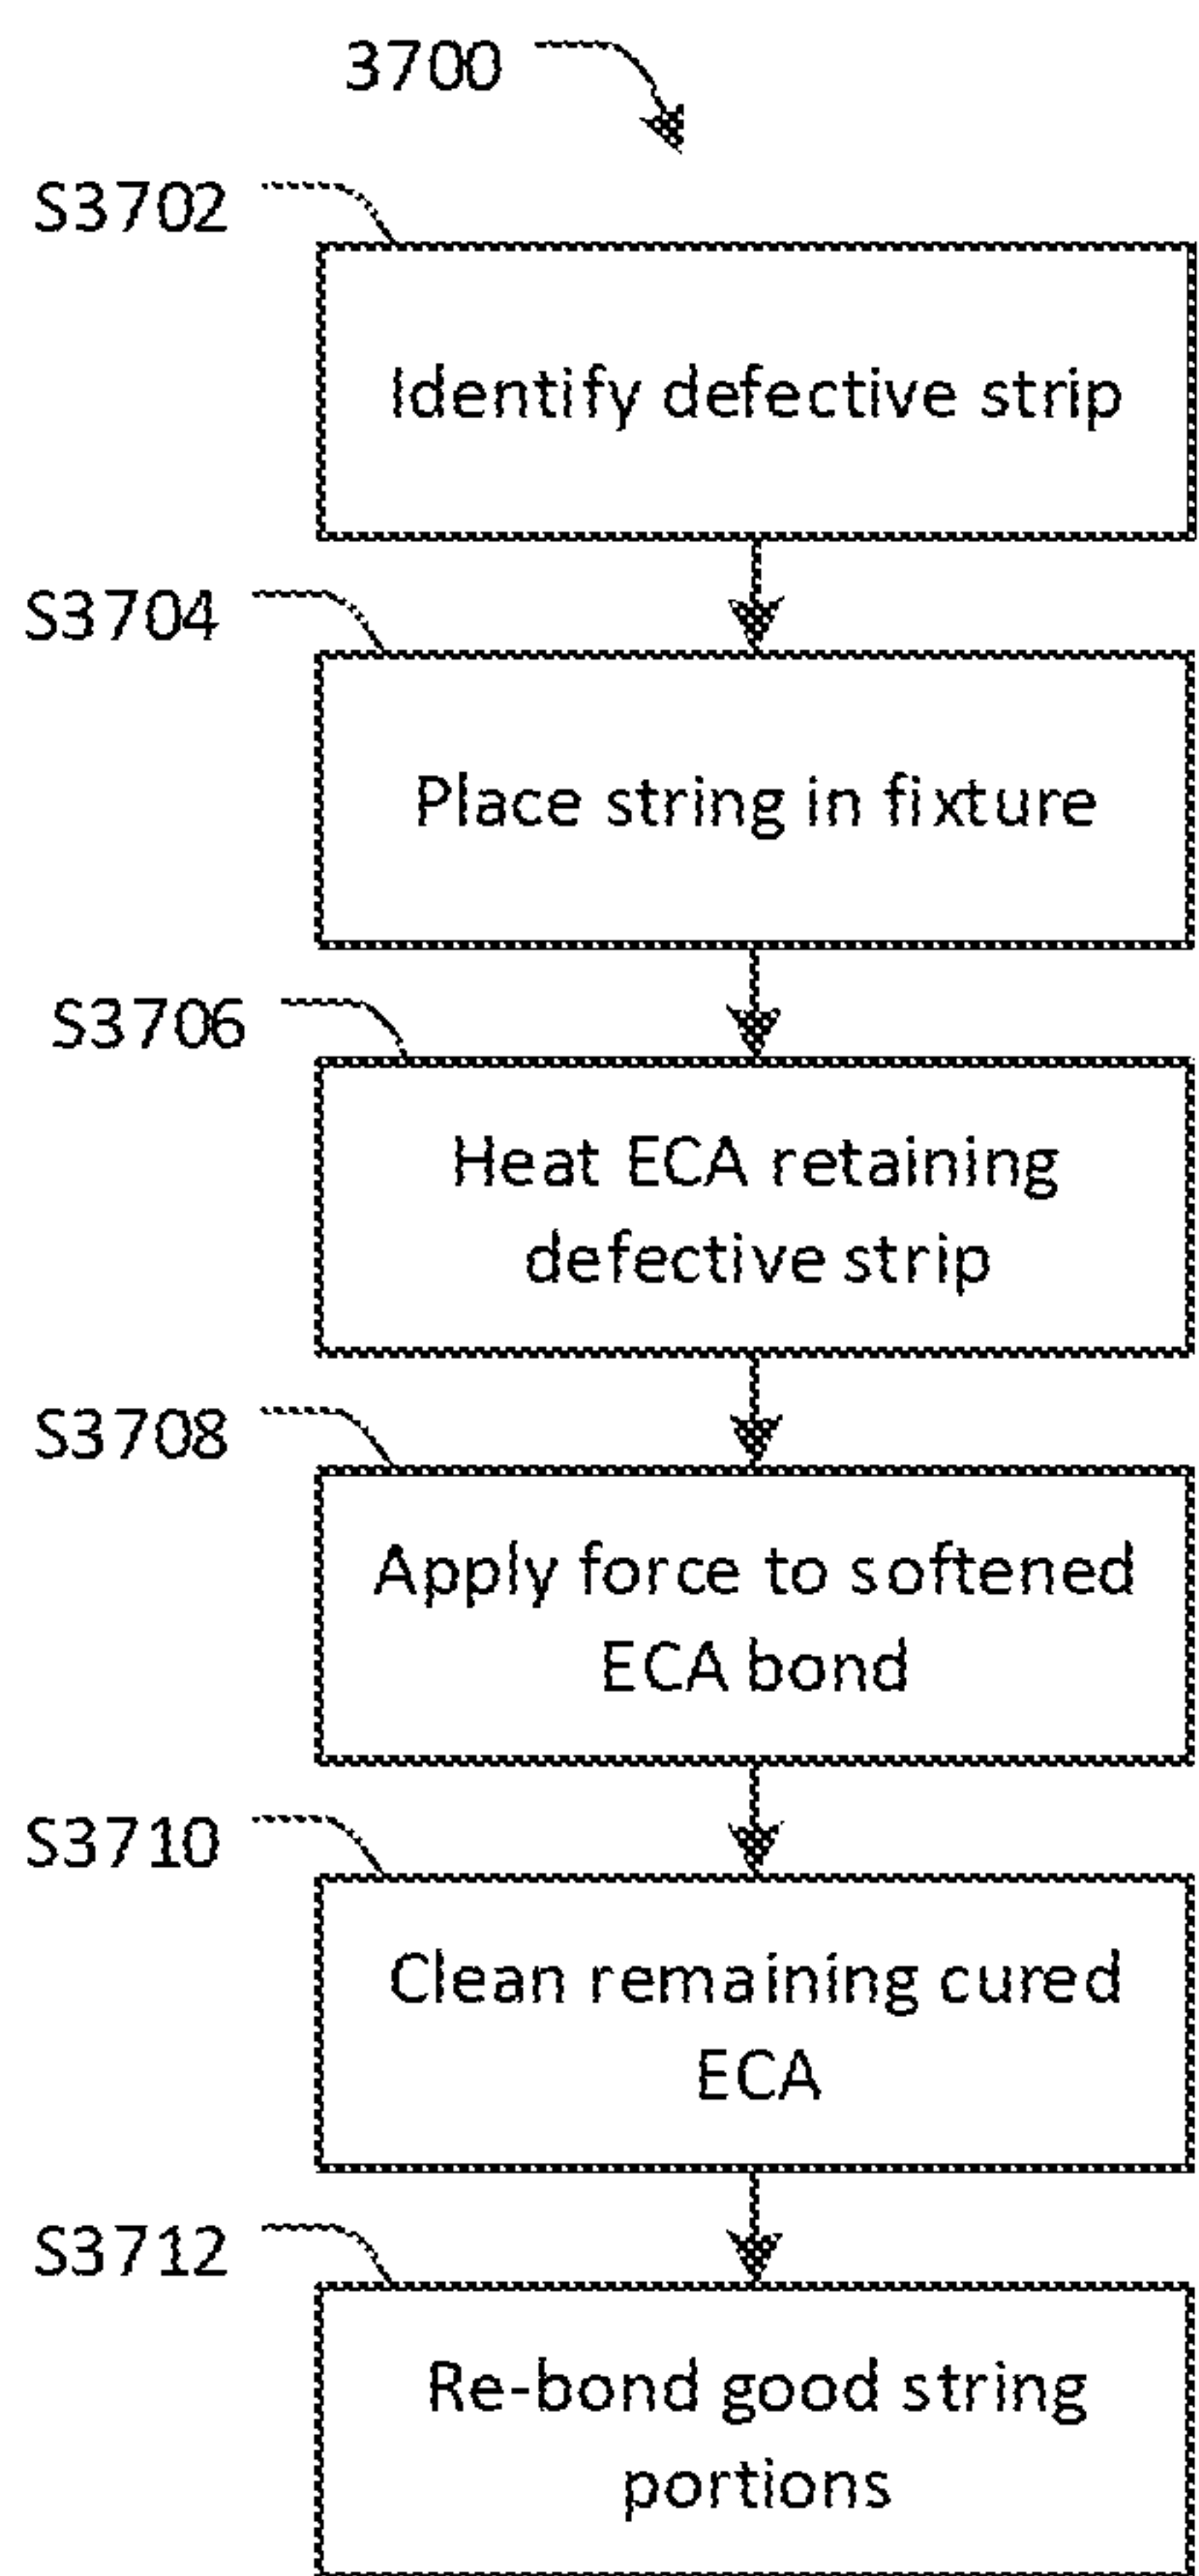 3700
S3702
Identify defective strip
S3704
Place string in fixture
S3706
Heat ECA retaining
defective strip
S3708
Apply force to softened
ECA bond
S3710
Clean remaining cured
ECA
S3712
Re-bond good string
portions